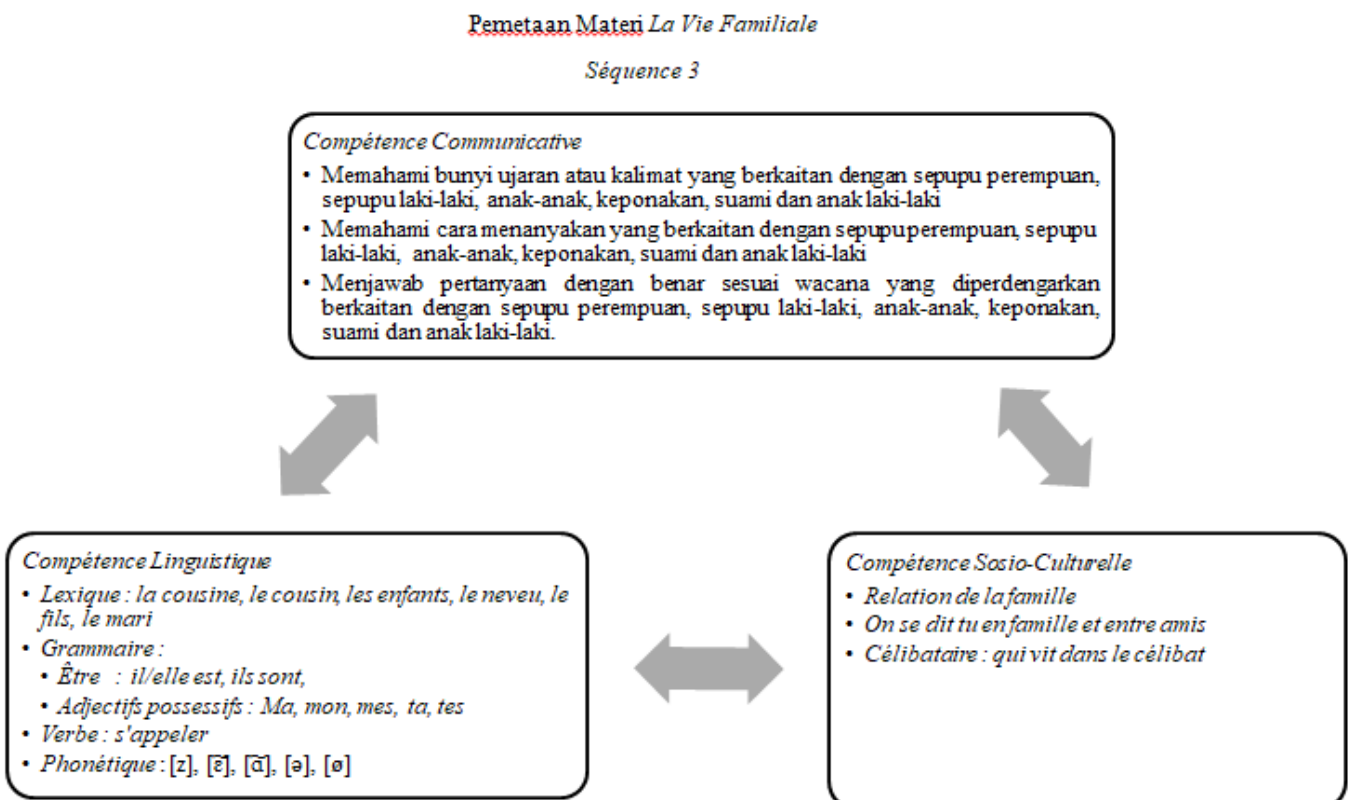 Pemetaan Materi La Vie Familiale
Séquence 3
Compétence Communicative
• Memahami bunyi ujaran atau kalimat yang berkaitan dengan sepupu perempuan,
sepupu laki-laki, anak-anak, keponakan, suami dan anak laki-laki
• Memahami cara menanyakan yang berkaitan dengan sepupu perempuan, sepupu
laki-laki, anak-anak, keponakan, suami dan anak laki-laki
• Menjawab pertanyaan dengan benar sesuai wacana yang diperdengarkan
berkaitan dengan sepupu perempuan, sepupu laki-laki, anak-anak, keponakan,
suami dan anak laki-laki.
Compétence Linguistique
• Lexique : la cousine, le cousin, les enfants, le neveu, le
fils, le mari
• Grammaire :
• Être : il/elle est, ils sont,
• Adjectifs possessifs : Ma, mon, mes, ta, tes
• Verbe : s'appeler
• Phonétique : [z], [ɛ̃], [ɑ̃], [ə], [ø]
Compétence Sosio-Culturelle
• Relation de la famille
• On se dit tu en famille et entre amis
• Célibataire : qui vit dans le célibat